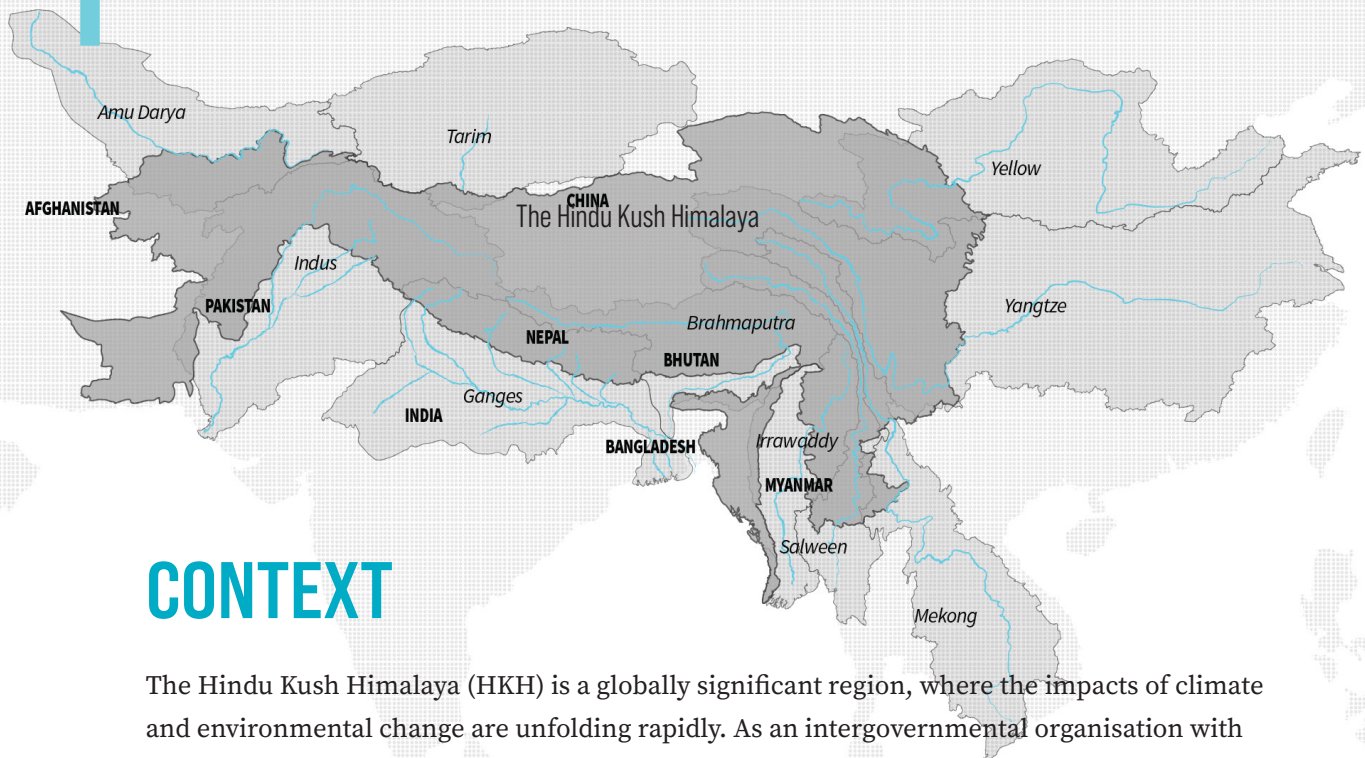 Amu Darya
Tarim
Yellow
AFGHANISTAN
CHINA
The Hindu Kush Himalaya
Indus
PAKISTAN
Yangtze
Brahmaputra
NEPAL
BHUTAN
Ganges
INDIA
BANGLADESH
Irrawaddy
MYANMAR
Salween
Mekong
CONTEXT
The Hindu Kush Himalaya (HKH) is a globally significant region, where the impacts of climate
and environmental change are unfolding rapidly. As an intergovernmental organisation with